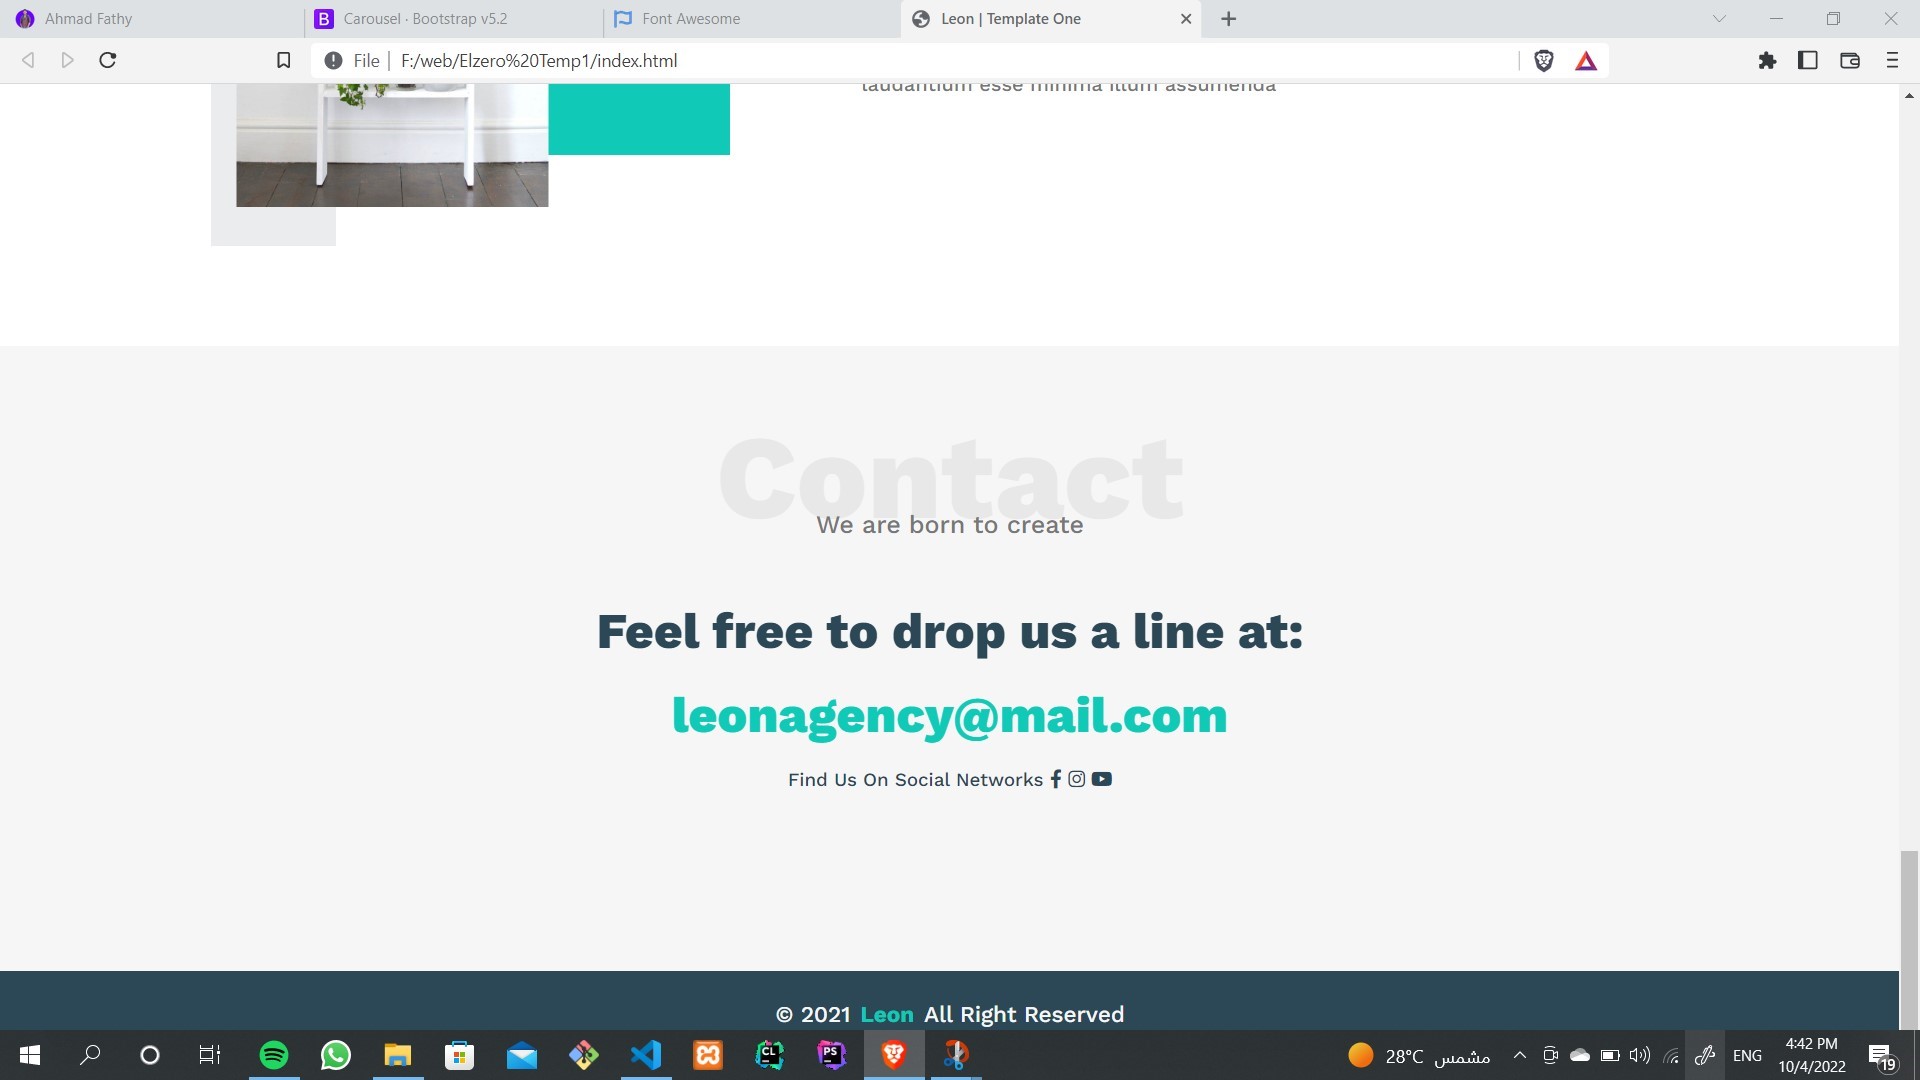 Ahmad Fathy
B Carousel · Bootstrap v5.2
Font Awesome
Leon | Template One
File | F:/web/Elzero%20Temp1/index.html
laudantium esse minima illum assumenda
Contact
We are born to create
Feel free to drop us a line at:
leonagency@mail.com
Find Us On Social Networks
© 2021 Leon All Right Reserved
CL
PS
28°C مشمس
ENG
4:42 PM
10/4/2022
19